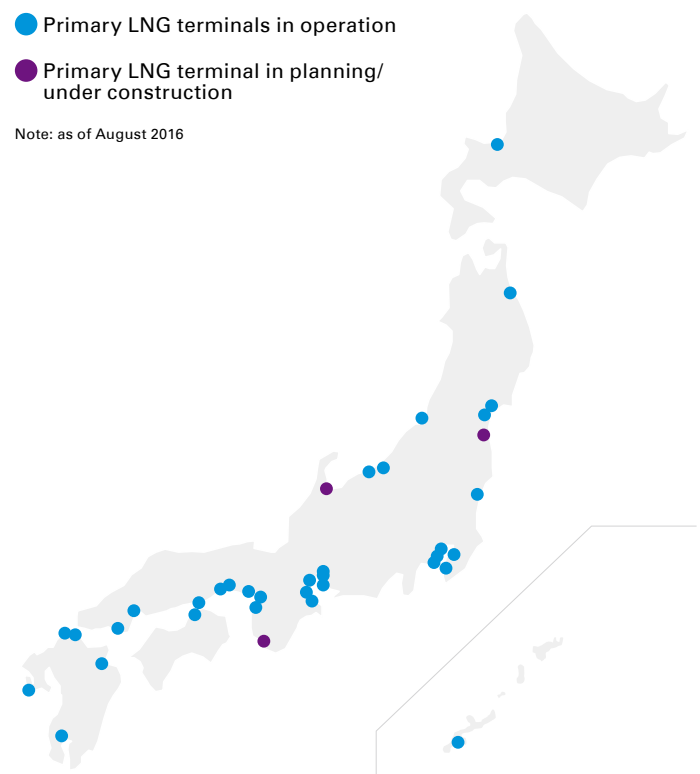 Primary LNG terminals in operation
Primary LNG terminal in planning/
under construction
Note: as of August 2016